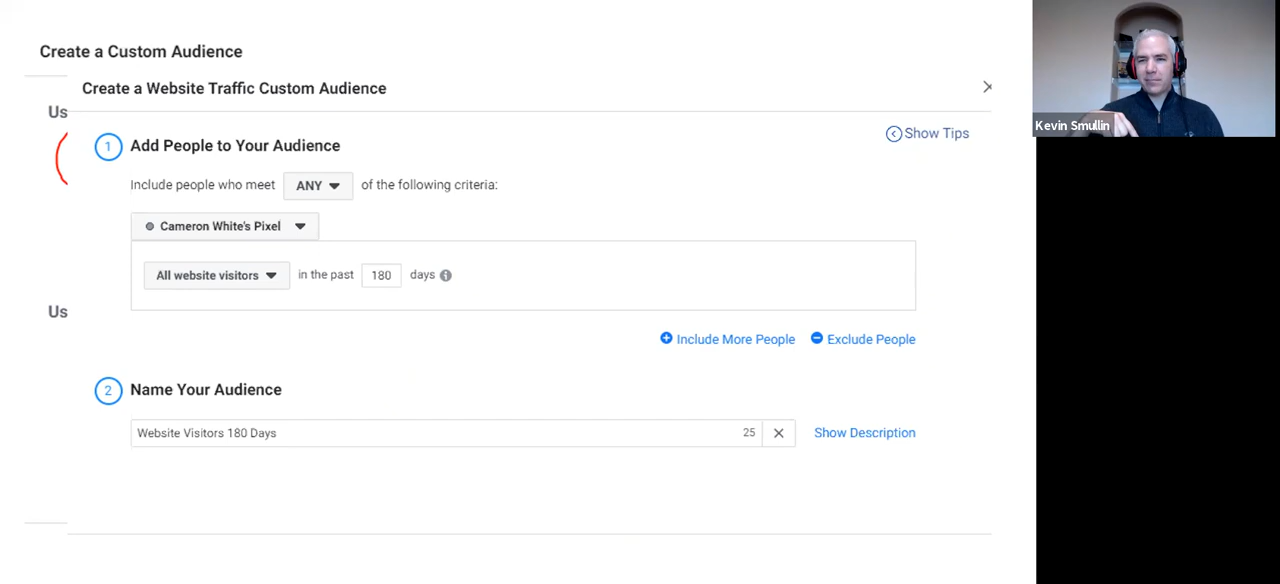 Create a Custom Audience
Create a Website Traffic Custom Audience
Us
Show Tips
1 Add People to Your Audience
Include people who meet ANY of the following criteria:
Cameron White's Pixel
All website visitors in the past 180 days
Us
Include More People Exclude People
2 Name Your Audience
Website Visitors 180 Days 25 Show Description
Kevin Smullin